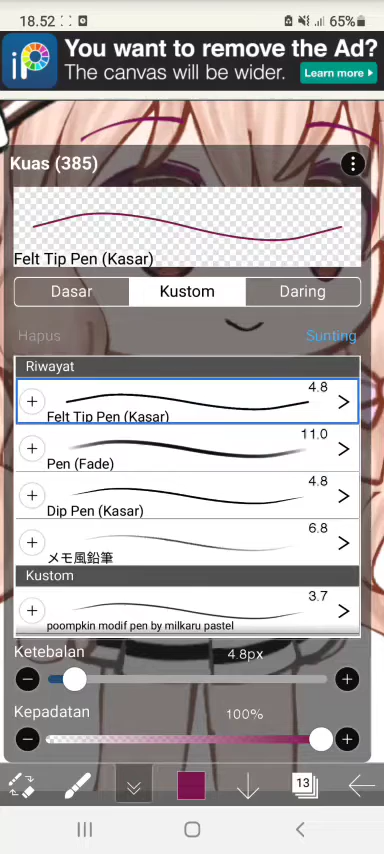 18.52
65%
You want to remove the Ad?
The canvas will be wider.
Learn more
iP
Kuas (385)
Felt Tip Pen (Kasar)
Dasar
Kustom
Daring
Hapus
Sunting
Riwayat
4.8
Felt Tip Pen (Kasar)
11.0
Pen (Fade)
4.8
Dip Pen (Kasar)
6.8
メモ風鉛筆
Kustom
3.7
poompkin modif pen by milkaru pastel
Ketebalan
4.8px
Kepadatan
100%
13